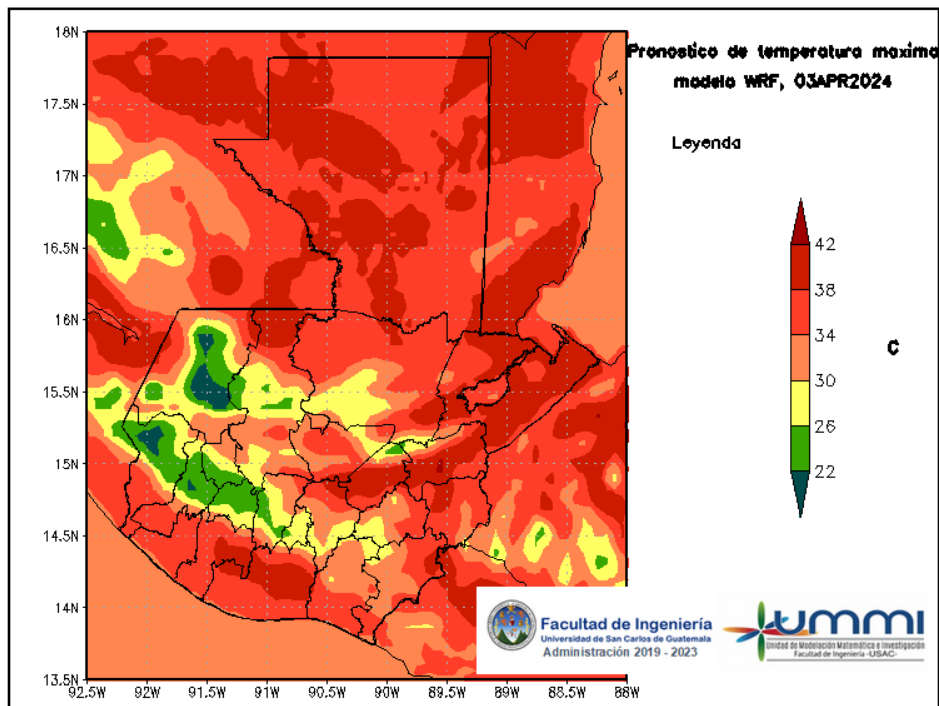 Pronostico de temperatura maxima
modelo WRF, 03APR2024
Leyenda
42
38
34
30
26
22
C
18N
17.5N
17N
16.5N
16N
15.5N
15N
14.5N
14N
13.5N
92.5W 92W 91.5W 91W 90.5W 90W 89.5W 89W 88.5W 88W
Facultad de Ingeniería
Universidad de San Carlos de Guatemala
Administración 2019 - 2023
UMMI
Unidad de Modelación Matemática e Investigación
Facultad de Ingeniería -USAC-